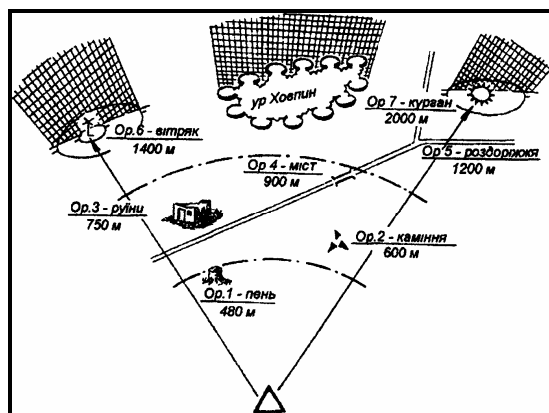 ур Ховпин
Ор. 7 - курган
2000 м
Ор.6 - вітряк
1400 м
Ор 4 - міст
900 м
Ор'5 - роздоріжжя
1200 м
Ор.3 - руїни
750 м
Ор.2 - каміння
600 м
Ор.1 - пень
480 м